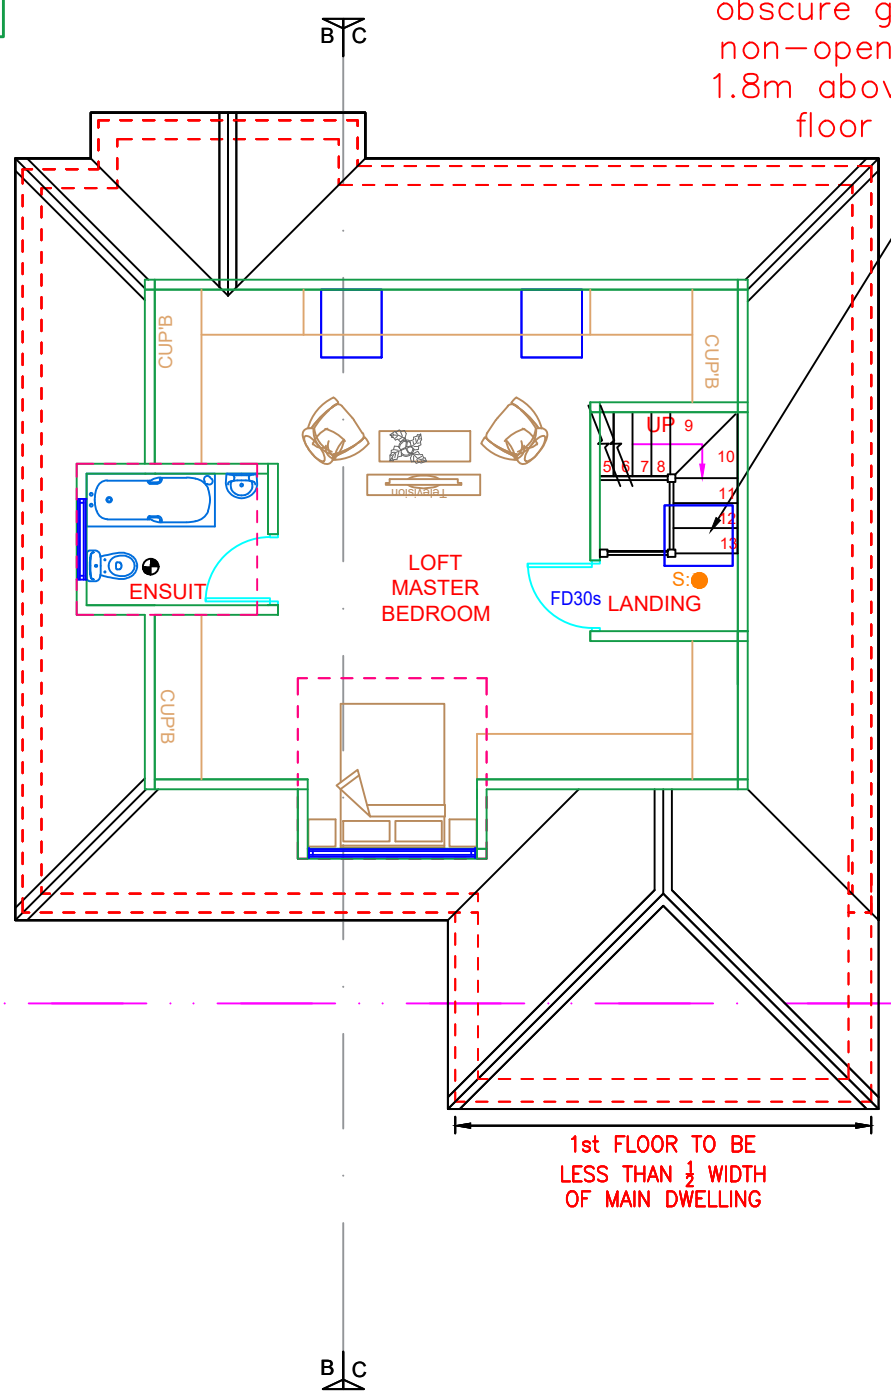 B C
obscure g
non-open
1.8m abov
floor
CUP'B
CUP'B
UP 9
10
5 6 7 8
11
12
13
Television
LOFT
MASTER
BEDROOM
ENSUIT
S:
FD30s LANDING
CUP'B
1st FLOOR TO BE
LESS THAN 1/2 WIDTH
OF MAIN DWELLING
B C